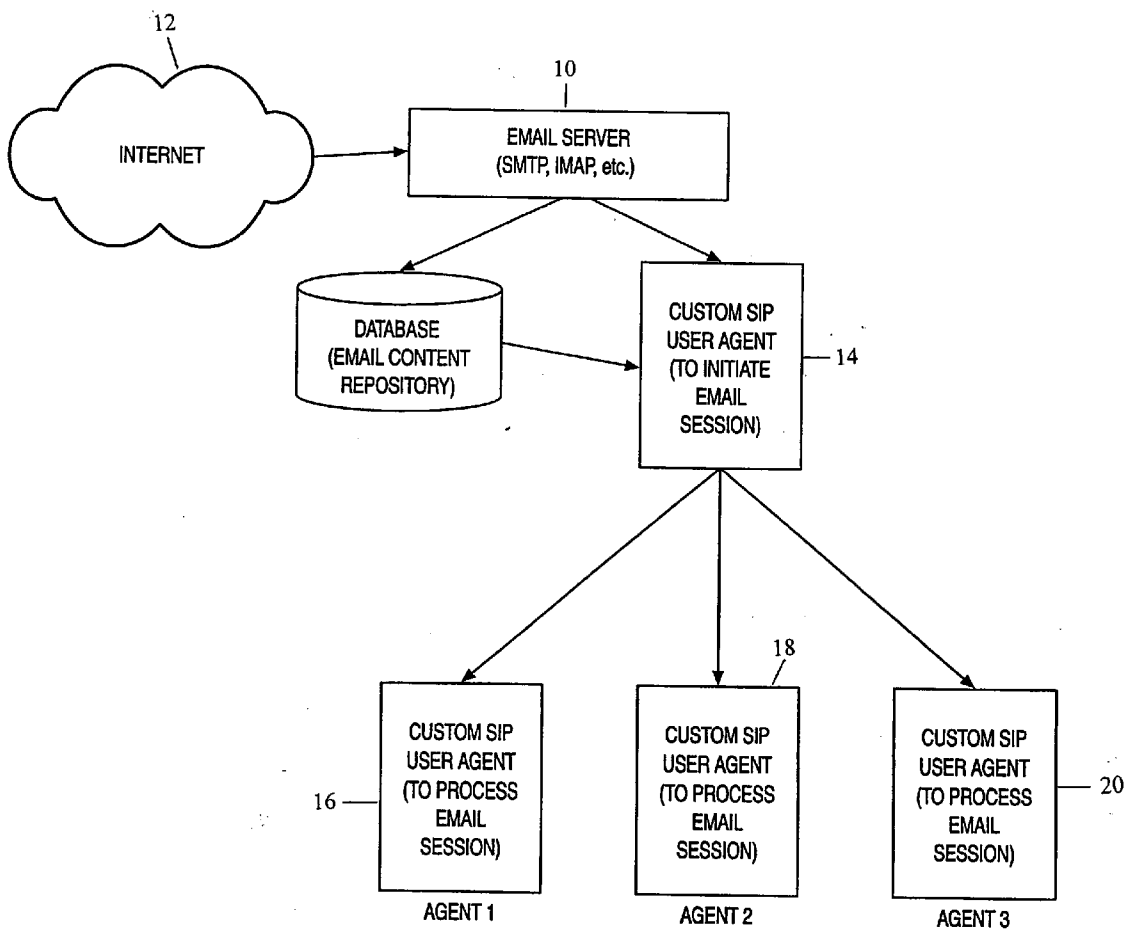 12
10
INTERNET
EMAIL SERVER
(SMTP, IMAP, etc.)
DATABASE
(EMAIL CONTENT
REPOSITORY)
CUSTOM SIP
USER AGENT
(TO INITIATE
EMAIL
SESSION)
14
18
CUSTOM SIP
USER AGENT
(TO PROCESS
EMAIL
SESSION)
16
AGENT 1
CUSTOM SIP
USER AGENT
(TO PROCESS
EMAIL
SESSION)
AGENT 2
CUSTOM SIP
USER AGENT
(TO PROCESS
EMAIL
SESSION)
20
AGENT 3